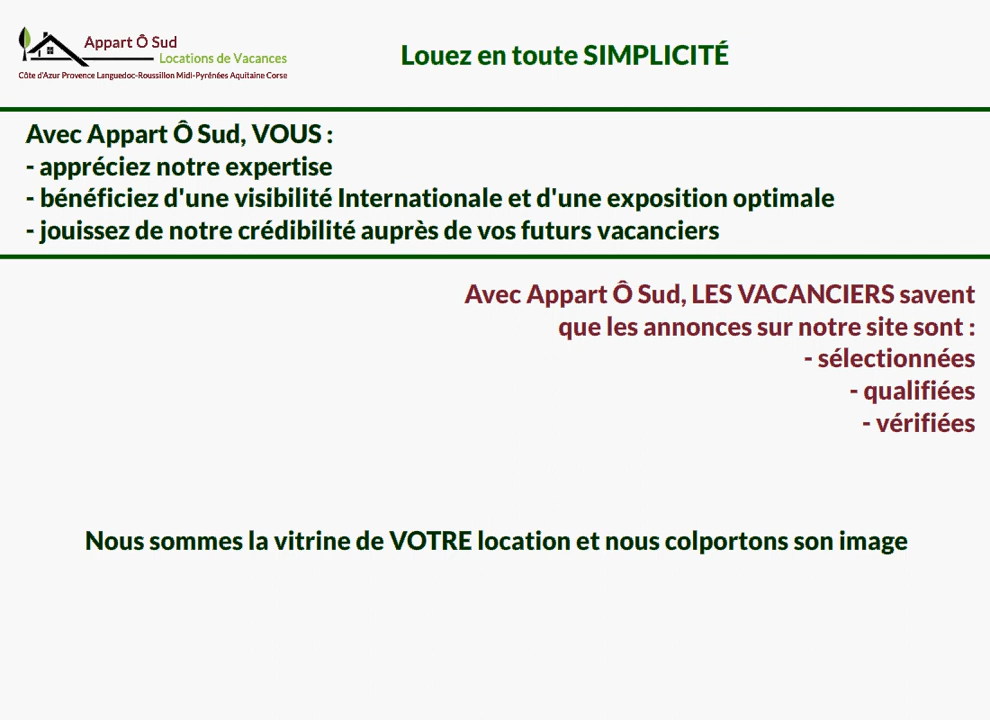 Appart Ô Sud
Locations de Vacances
Côte d'Azur Provence Languedoc-Roussillon Midi-Pyrénées Aquitaine Corse
Louez en toute SIMPLICITÉ
Avec Appart Ô Sud, VOUS :
- appréciez notre expertise
- bénéficiez d'une visibilité Internationale et d'une exposition optimale
- jouissez de notre crédibilité auprès de vos futurs vacanciers
Avec Appart Ô Sud, LES VACANCIERS savent
que les annonces sur notre site sont :
- sélectionnées
- qualifiées
- vérifiées
Nous sommes la vitrine de VOTRE location et nous colportons son image